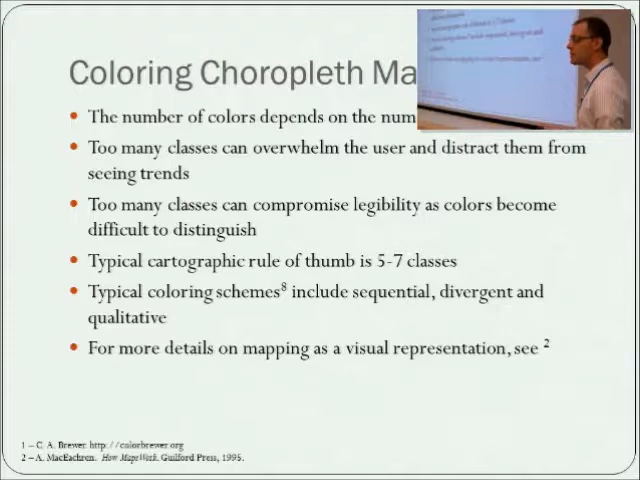 Coloring Choropleth Ma
The number of colors depends on the num
Too many classes can overwhelm the user and distract them from
seeing trends
Too many classes can compromise legibility as colors become
difficult to distinguish
Typical cartographic rule of thumb is 5-7 classes
Typical coloring schemes8 include sequential, divergent and
qualitative
For more details on mapping as a visual representation, see 2
1 – C. A. Brewer. http://colorbrewer.org
2 – A. MacEachren. How Maps Work. Guilford Press, 1995.